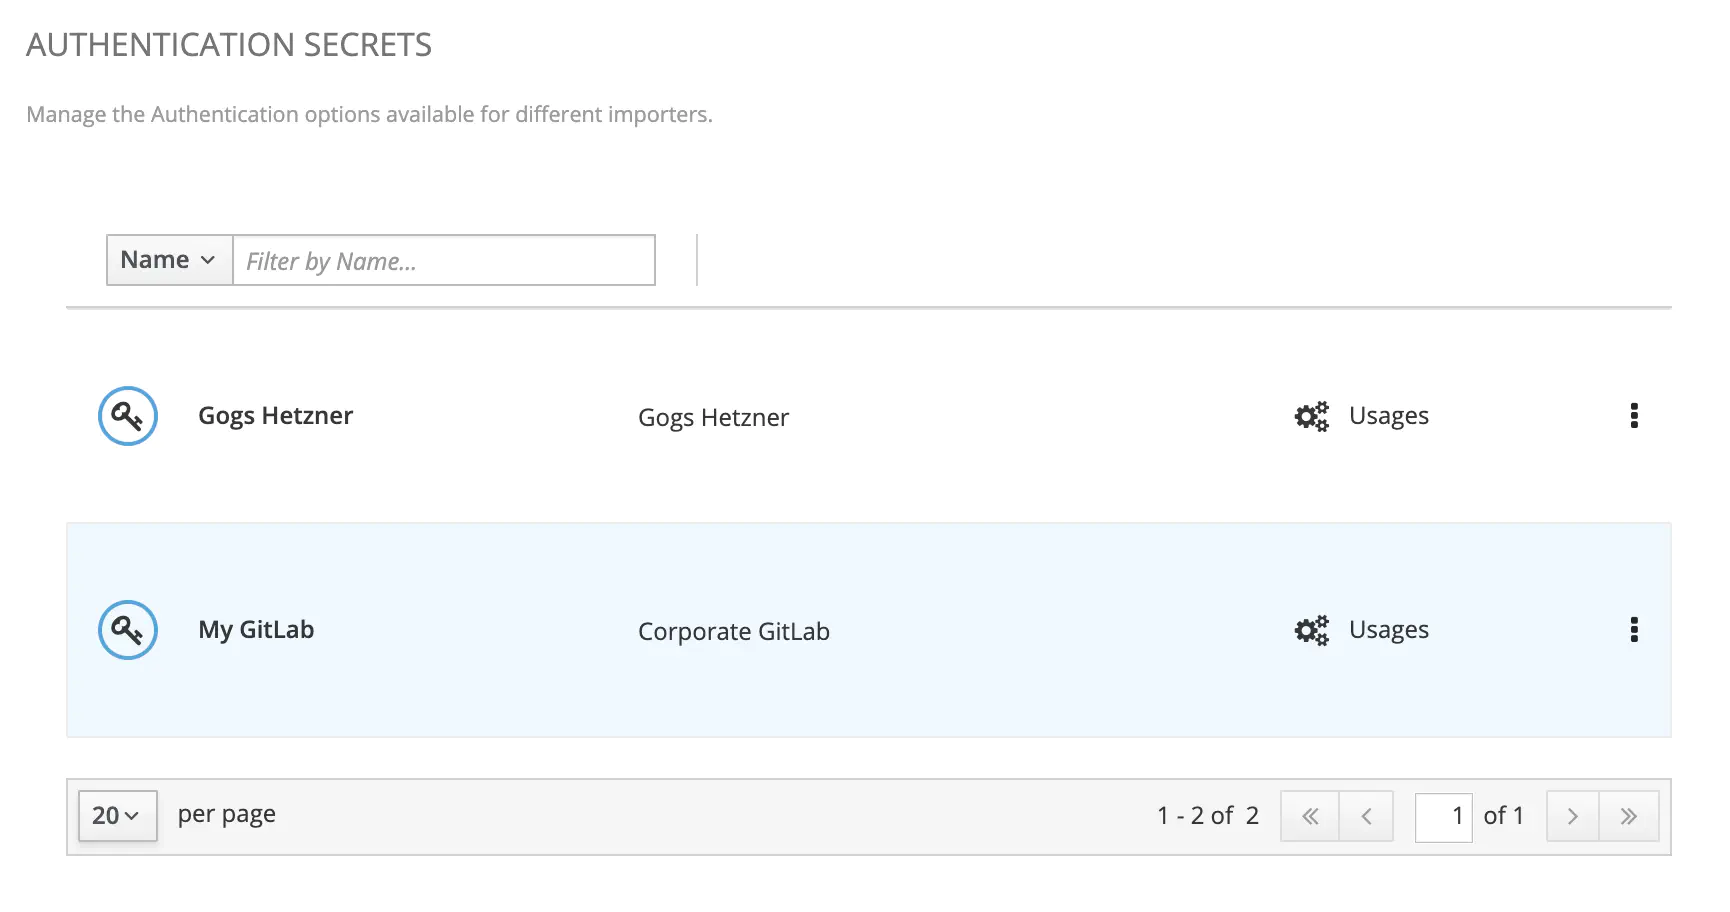 AUTHENTICATION SECRETS
Manage the Authentication options available for different importers.
Name Filter by Name...
Gogs Hetzner Gogs Hetzner Usages
My GitLab Corporate GitLab Usages
20 per page 1 - 2 of 2 1 of 1